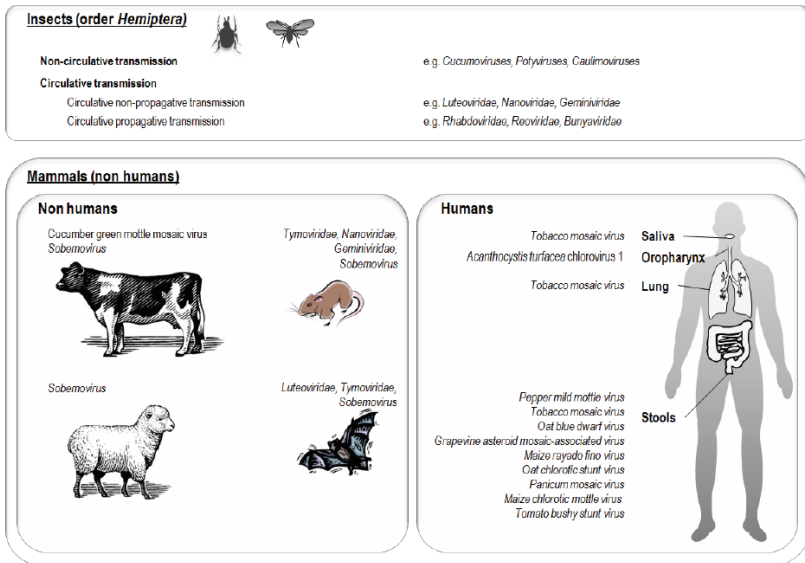 Insects (order Hemiptera)
Non-circulative transmission e.g. Cucumoviruses, Potyviruses, Caulimoviruses
Circulative transmission
Circulative non-propagative transmission e.g. Luteoviridae, Nanoviridae, Geminiviridae
Circulative propagative transmission e.g. Rhabdoviridae, Reoviridae, Bunyaviridae
Mammals (non humans)
Non humans
Cucumber green mottle mosaic virus
Sobemovirus
Tymoviridae, Nanoviridae,
Geminiviridae,
Sobemovirus
Sobemovirus
Luteoviridae, Tymoviridae,
Sobemovirus
Humans
Tobacco mosaic virus Saliva
Acanthocystis turfacea chlorovirus 1 Oropharynx
Tobacco mosaic virus Lung
Pepper mild mottle virus
Tobacco mosaic virus Stools
Oat blue dwarf virus
Grapevine asteroid mosaic-associated virus
Maize rayado fino virus
Oat chlorotic stunt virus
Panicum mosaic virus
Maize chlorotic mottle virus
Tomato bushy stunt virus